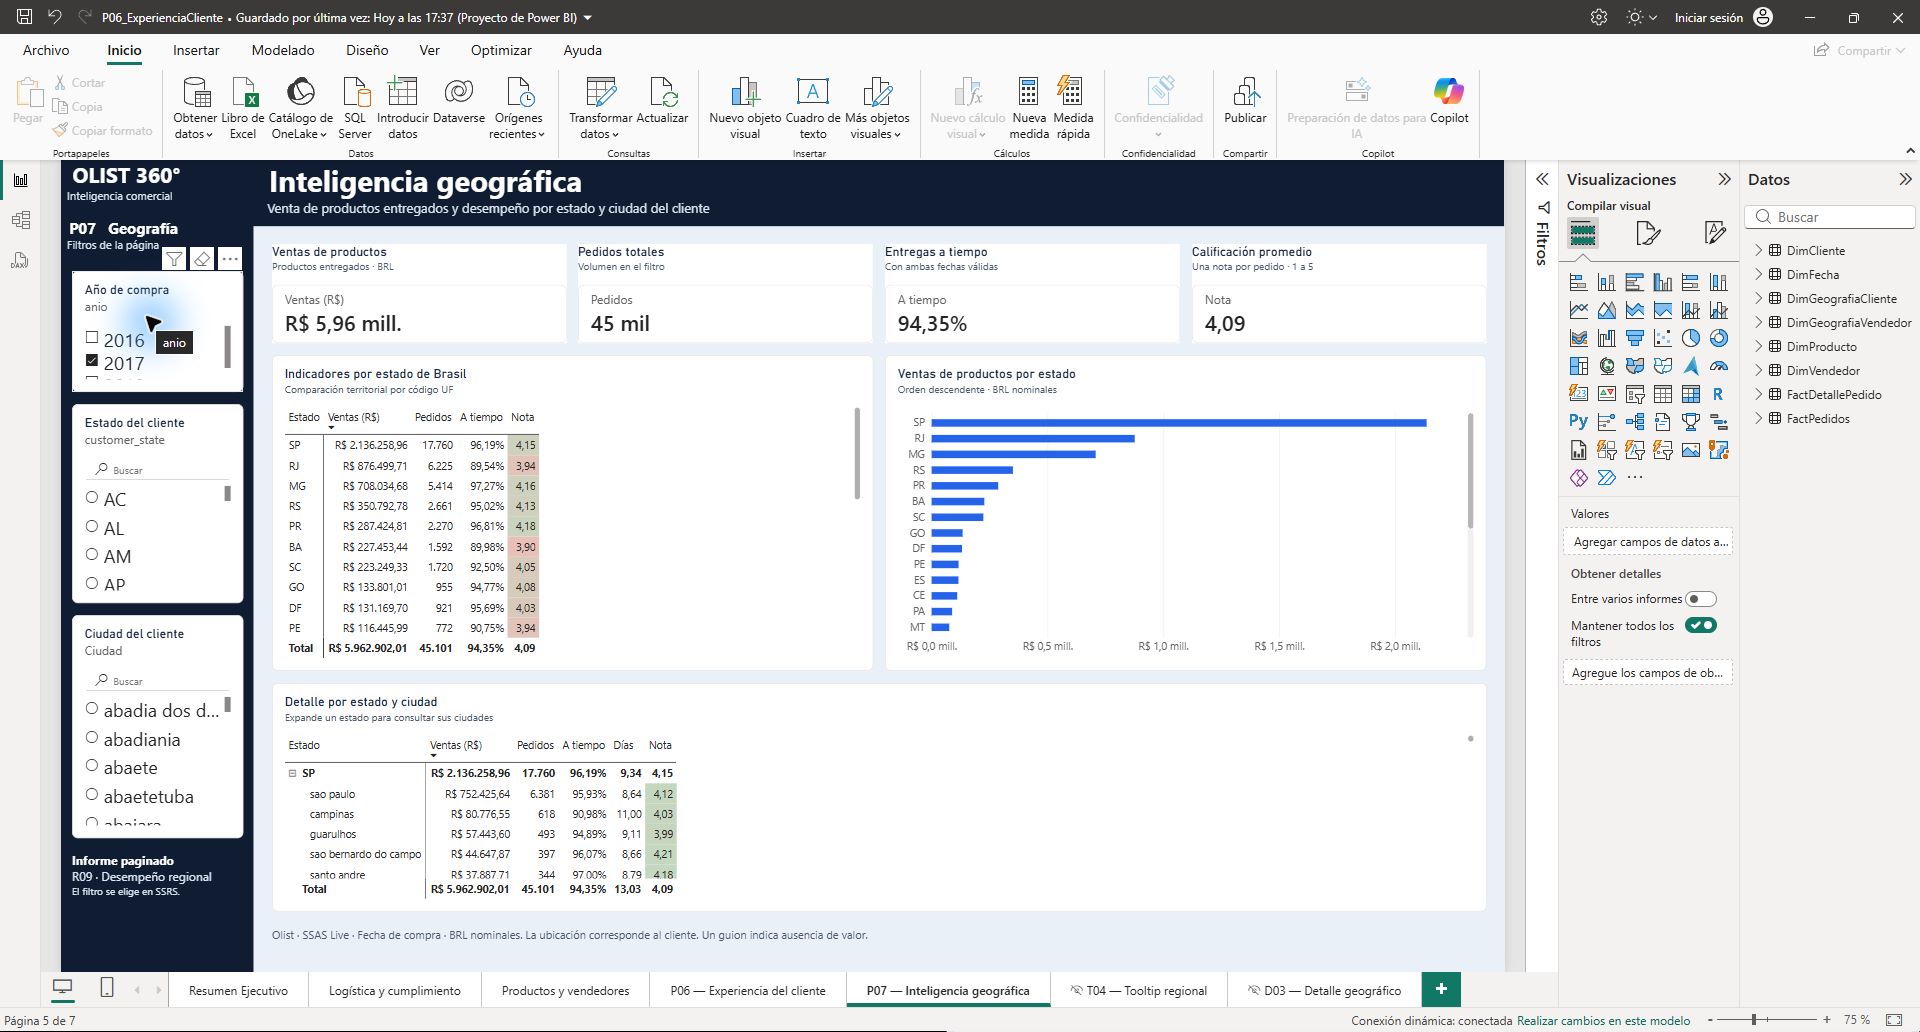 P06_ExperienciaCliente • Guardado por última vez: Hoy a las 17:37 (Proyecto de Power BI)
Iniciar sesión
Archivo Inicio Insertar Modelado Diseño Ver Optimizar Ayuda
Compartir
Pegar
Cortar
Copia
Copiar formato
Portapapeles
Obtener datos
Libro de Excel
Catálogo de OneLake
SQL Server
Introducir datos
Dataverse
Orígenes recientes
Datos
Transformar datos
Actualizar
Consultas
Nuevo objeto visual
Cuadro de texto
Más objetos visuales
Insertar
Nuevo cálculo visual
Nueva medida
Medida rápida
Cálculos
Confidencialidad
Confidencialidad
Publicar
Compartir
Preparación de datos para IA
Copilot
Copilot
OLIST 360°
Inteligencia comercial
P07 Geografía
Filtros de la página
Año de compra
anio
2016
2017
anio
Estado del cliente
customer_state
Buscar
AC
AL
AM
AP
Ciudad del cliente
Ciudad
Buscar
abadia dos d...
abadiania
abaete
abaetetuba
Informe paginado
R09 · Desempeño regional
El filtro se elige en SSRS.
Inteligencia geográfica
Venta de productos entregados y desempeño por estado y ciudad del cliente
Ventas de productos
Productos entregados · BRL
Ventas (R$)
R$ 5,96 mill.
Pedidos totales
Volumen en el filtro
Pedidos
45 mil
Entregas a tiempo
Con ambas fechas válidas
A tiempo
94,35%
Calificación promedio
Una nota por pedido · 1 a 5
Nota
4,09
Indicadores por estado de Brasil
Comparación territorial por código UF
Estado Ventas (R$) Pedidos A tiempo Nota
SP R$ 2.136.258,96 17.760 96,19% 4,15
RJ R$ 876.499,71 6.225 89,54% 3,94
MG R$ 708.034,68 5.414 97,27% 4,16
RS R$ 350.792,78 2.661 95,02% 4,13
PR R$ 287.424,81 2.270 96,81% 4,18
BA R$ 227.453,44 1.592 89,98% 3,90
SC R$ 223.249,33 1.720 92,50% 4,05
GO R$ 133.801,01 955 94,77% 4,08
DF R$ 131.169,70 921 95,69% 4,03
PE R$ 116.445,99 772 90,75% 3,94
Total R$ 5.962.902,01 45.101 94,35% 4,09
Ventas de productos por estado
Orden descendente · BRL nominales
SP
RJ
MG
RS
PR
BA
SC
GO
DF
PE
ES
CE
PA
MT
R$ 0,0 mill. R$ 0,5 mill. R$ 1,0 mill. R$ 1,5 mill. R$ 2,0 mill.
Detalle por estado y ciudad
Expande un estado para consultar sus ciudades
Estado Ventas (R$) Pedidos A tiempo Días Nota
SP R$ 2.136.258,96 17.760 96,19% 9,34 4,15
sao paulo R$ 752.425,64 6.381 95,93% 8,64 4,12
campinas R$ 80.776,55 618 90,98% 11,00 4,03
guarulhos R$ 57.443,60 493 94,89% 9,11 3,99
sao bernardo do campo R$ 44.647,87 397 96,07% 8,66 4,21
santo andre R$ 37.887,71 344 97,00% 8,79 4,18
Total R$ 5.962.902,01 45.101 94,35% 13,03 4,09
Olist · SSAS Live · Fecha de compra · BRL nominales. La ubicación corresponde al cliente. Un guion indica ausencia de valor.
Filtros
Visualizaciones
Compilar visual
R
Py
Valores
Agregar campos de datos a...
Obtener detalles
Entre varios informes
Mantener todos los filtros
Agregue los campos de ob...
Datos
Buscar
DimCliente
DimFecha
DimGeografiaCliente
DimGeografiaVendedor
DimProducto
DimVendedor
FactDetallePedido
FactPedidos
Resumen Ejecutivo
Logística y cumplimiento
Productos y vendedores
P06 — Experiencia del cliente
P07 — Inteligencia geográfica
T04 — Tooltip regional
D03 — Detalle geográfico
Página 5 de 7
Conexión dinámica: conectada Realizar cambios en este modelo
- + 75 %